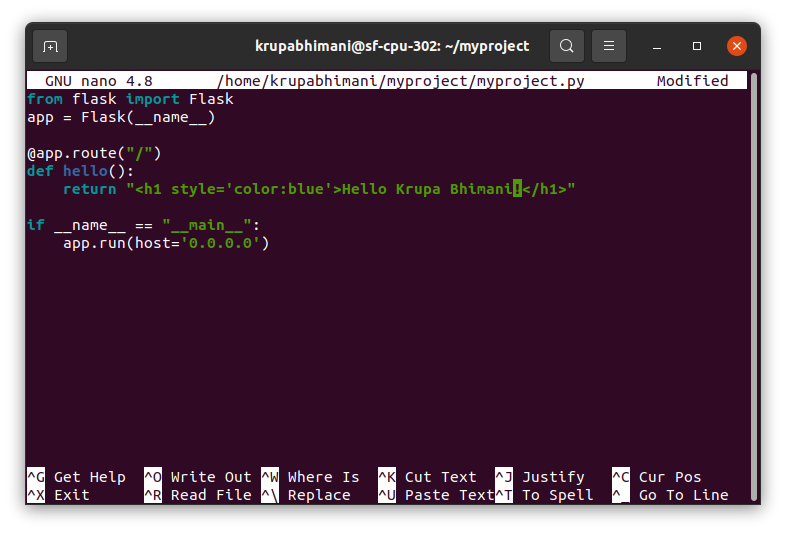 krupabhimani@sf-cpu-302: ~/myproject
GNU nano 4.8 /home/krupabhimani/myproject/myproject.py Modified
from flask import Flask
app = Flask(__name__)
@app.route("/")
def hello():
    return "<h1 style='color:blue'>Hello Krupa Bhimani!</h1>"
if __name__ == "__main__":
    app.run(host='0.0.0.0')
^G Get Help ^O Write Out ^W Where Is ^K Cut Text ^J Justify ^C Cur Pos
^X Exit ^R Read File ^\ Replace ^U Paste Text ^T To Spell ^_ Go To Line